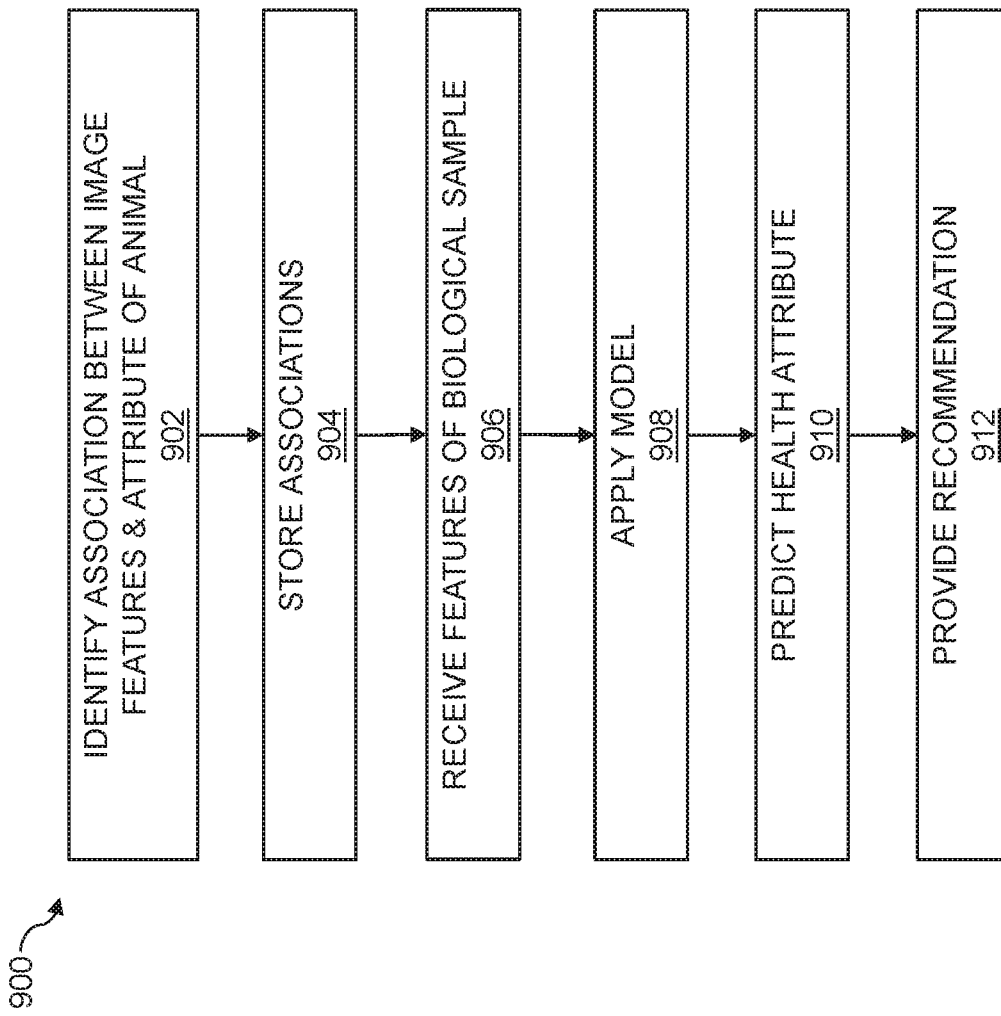 900
IDENTIFY ASSOCIATION BETWEEN IMAGE
FEATURES & ATTRIBUTE OF ANIMAL
902
STORE ASSOCIATIONS
904
RECEIVE FEATURES OF BIOLOGICAL SAMPLE
906
APPLY MODEL
908
PREDICT HEALTH ATTRIBUTE
910
PROVIDE RECOMMENDATION
912